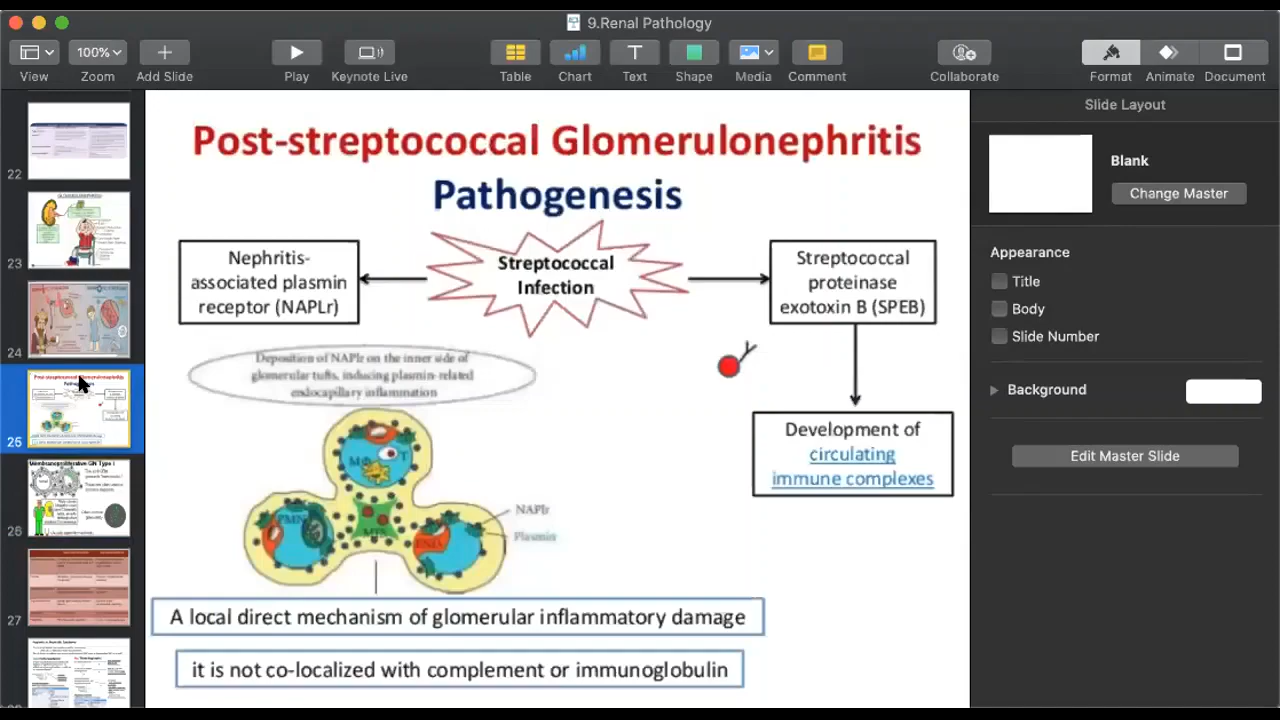 9.Renal Pathology
100%
View
Zoom
Add Slide
Play
Keynote Live
Table
Chart
Text
Shape
Media
Comment
Collaborate
Format
Animate
Document
22
23
24
25
26
27
Post-streptococcal Glomerulonephritis
Pathogenesis
Nephritis-
associated plasmin
receptor (NAPLr)
Streptococcal
Infection
Streptococcal
proteinase
exotoxin B (SPEB)
Deposition of NAPlr on the inner side of
glomerular tufts, inducing plasmin-related
endocapillary inflammation
Development of
circulating
immune complexes
T
PMN
MES
END
NAPlr
Plasmin
A local direct mechanism of glomerular inflammatory damage
it is not co-localized with complement or immunoglobulin
Slide Layout
Blank
Change Master
Appearance
Title
Body
Slide Number
Background
Edit Master Slide